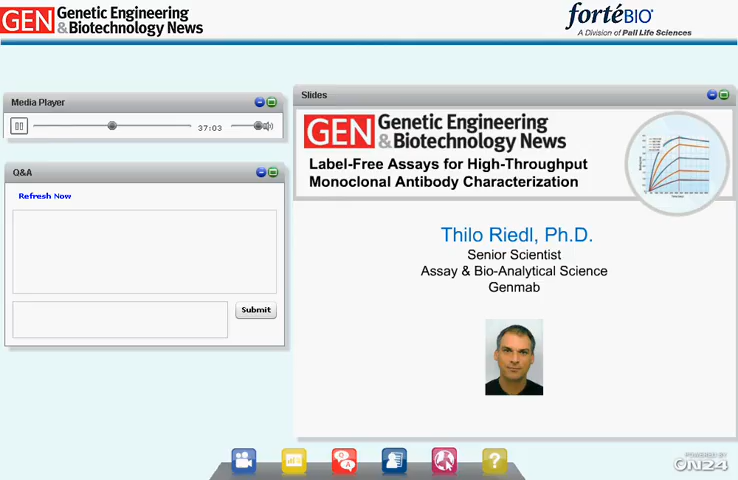 GEN Genetic Engineering
& Biotechnology News
fortéBIO®
A Division of Pall Life Sciences
Media Player
37:03
Q&A
Refresh Now
Submit
Slides
GEN Genetic Engineering
& Biotechnology News
Label-Free Assays for High-Throughput
Monoclonal Antibody Characterization
Thilo Riedl, Ph.D.
Senior Scientist
Assay & Bio-Analytical Science
Genmab
Q
A
?
POWERED BY
ON24